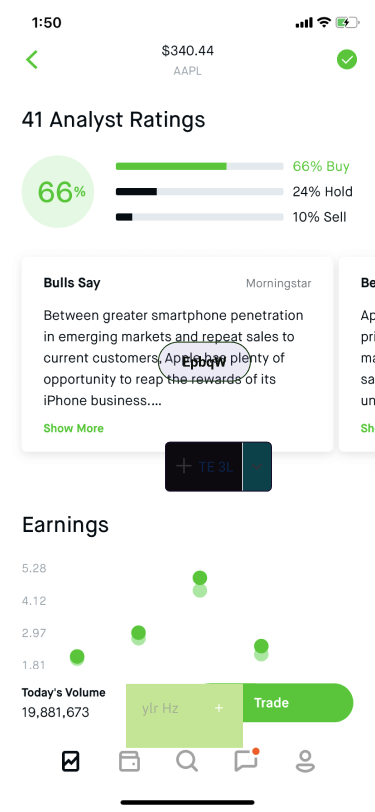 1:50
$340.44
AAPL
41 Analyst Ratings
66%
66% Buy
24% Hold
10% Sell
Bulls Say
Morningstar
Between greater smartphone penetration
in emerging markets and repeat sales to
current customers, Apple has plenty of
opportunity to reap the rewards of its
iPhone business....
Show More
Be
Ap
pri
ma
sa
un
Sh
EpbqW
+ TE 3L
Earnings
5.28
4.12
2.97
1.81
Today's Volume
19,881,673
ylr Hz +
Trade